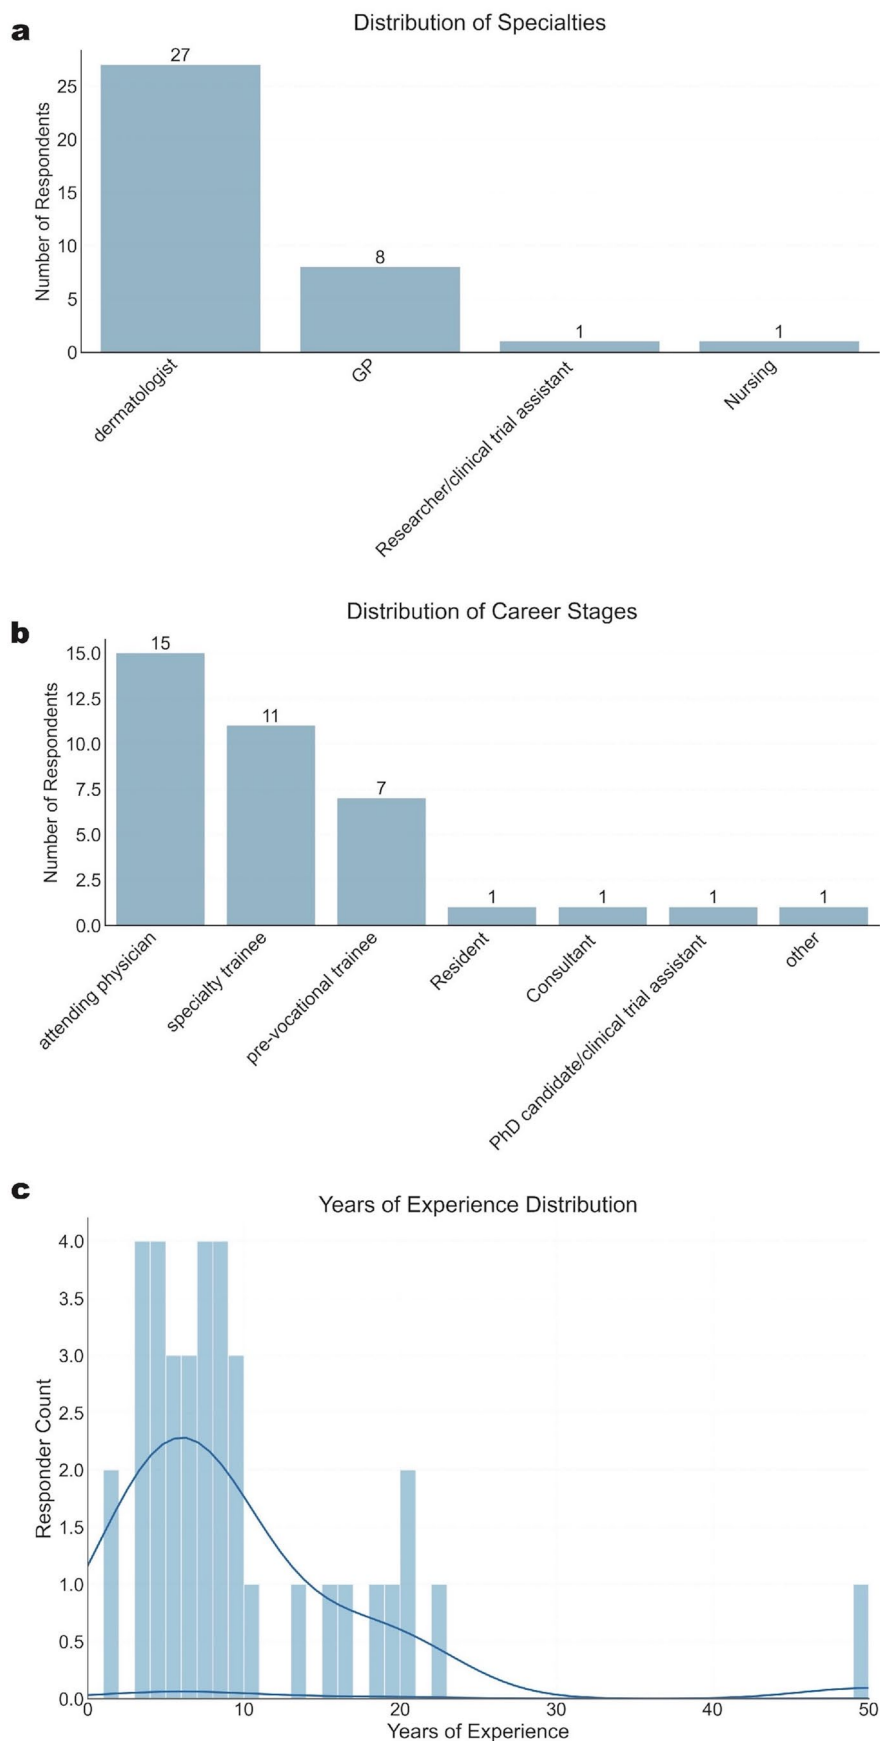 a
Distribution of Specialties
Number of Respondents
25
20
15
10
5
0
27
8
1
1
dermatologist
GP
Researcher/clinical trial assistant
Nursing
b
Distribution of Career Stages
Number of Respondents
15.0
12.5
10.0
7.5
5.0
2.5
0.0
15
11
7
1
1
1
1
attending physician
specialty trainee
pre-vocational trainee
Resident
Consultant
PhD candidate/clinical trial assistant
other
c
Years of Experience Distribution
Responder Count
4.0
3.5
3.0
2.5
2.0
1.5
1.0
0.5
0.0
0
10
20
30
40
50
Years of Experience